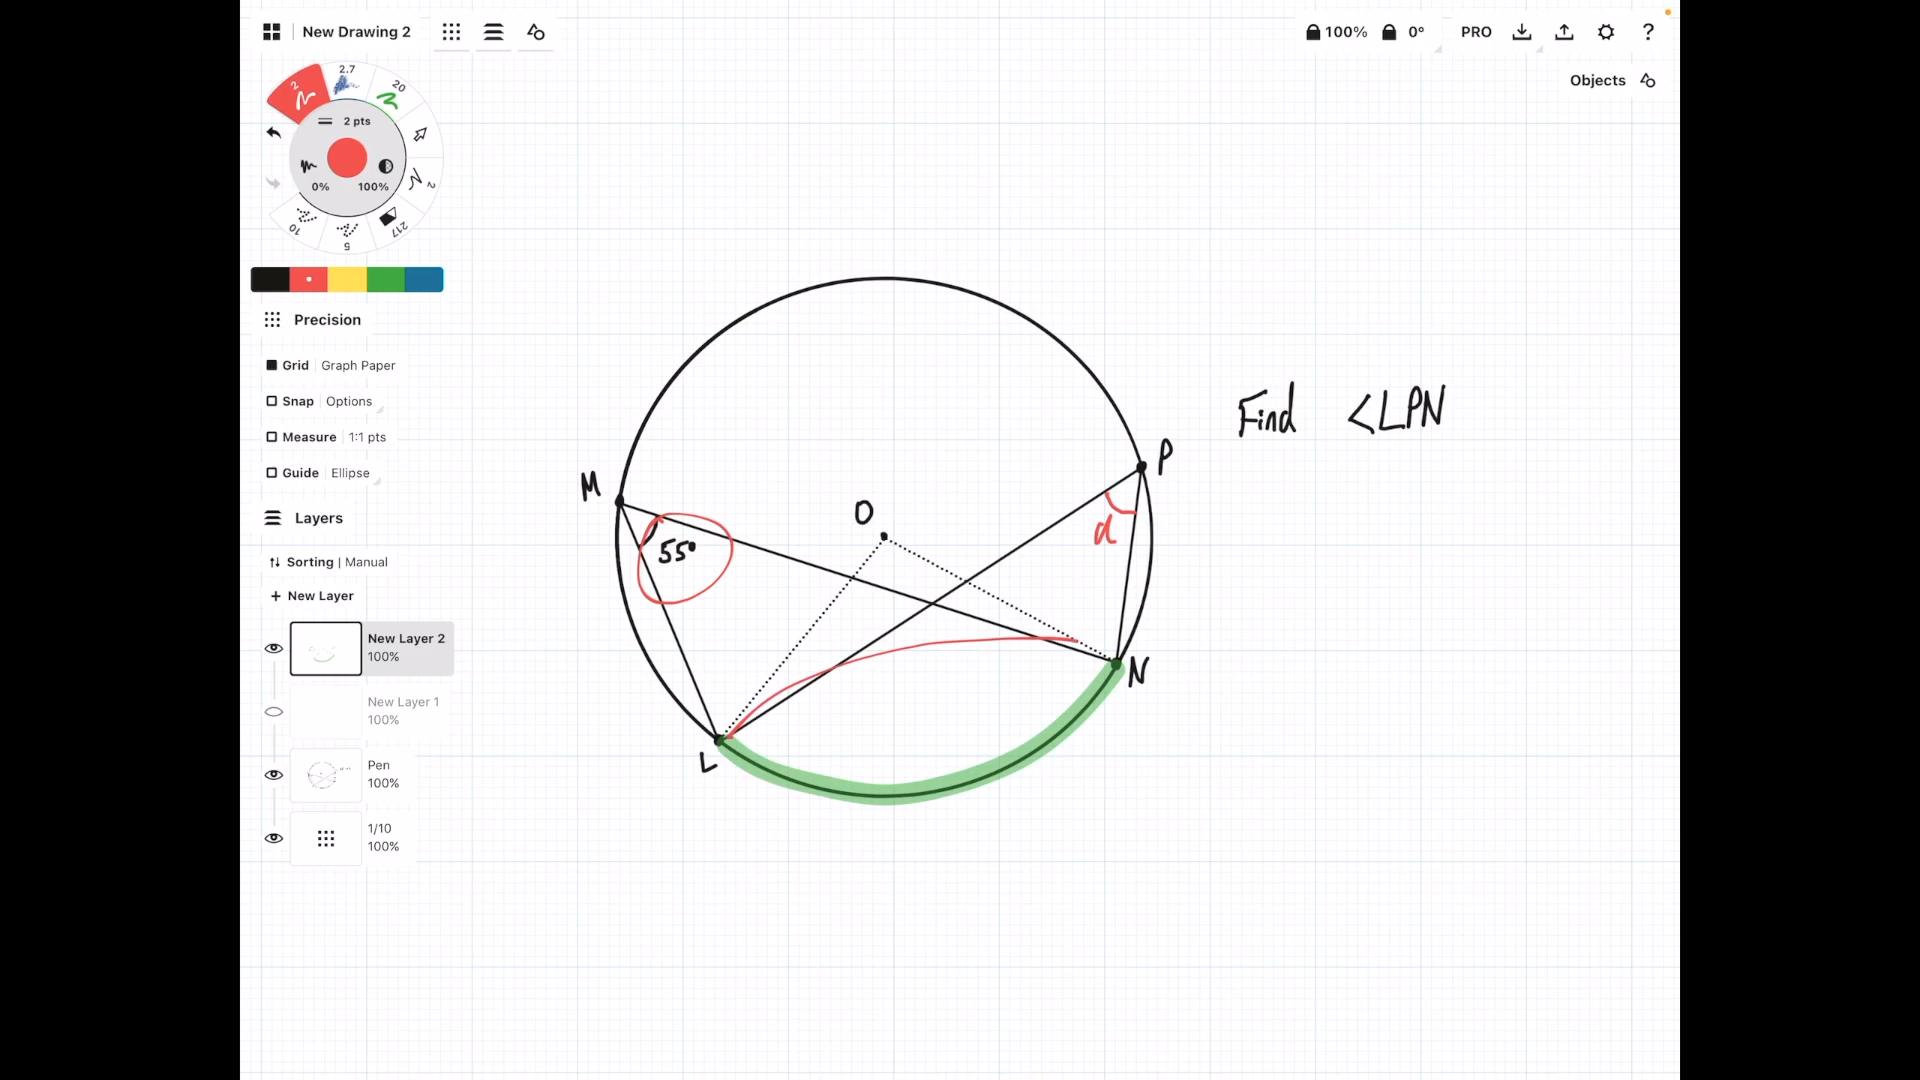 New Drawing 2
100% 0° PRO ?
Objects
2 2.7 20
2 pts
0% 100%
2
10 5 217
Precision
Grid Graph Paper
Snap Options
Measure 1:1 pts
Guide Ellipse
Layers
Sorting | Manual
+ New Layer
New Layer 2
100%
New Layer 1
100%
Pen
100%
1/10
100%
Find <LPN
P
M
O
d
55°
N
L